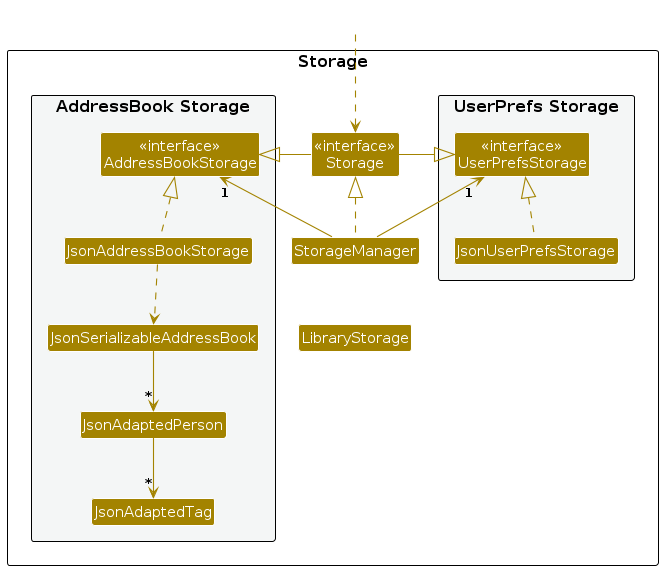 Storage
AddressBook Storage
UserPrefs Storage
«interface»
AddressBookStorage
«interface»
Storage
«interface»
UserPrefsStorage
1
1
JsonAddressBookStorage
StorageManager
JsonUserPrefsStorage
JsonSerializableAddressBook
LibraryStorage
*
JsonAdaptedPerson
*
JsonAdaptedTag